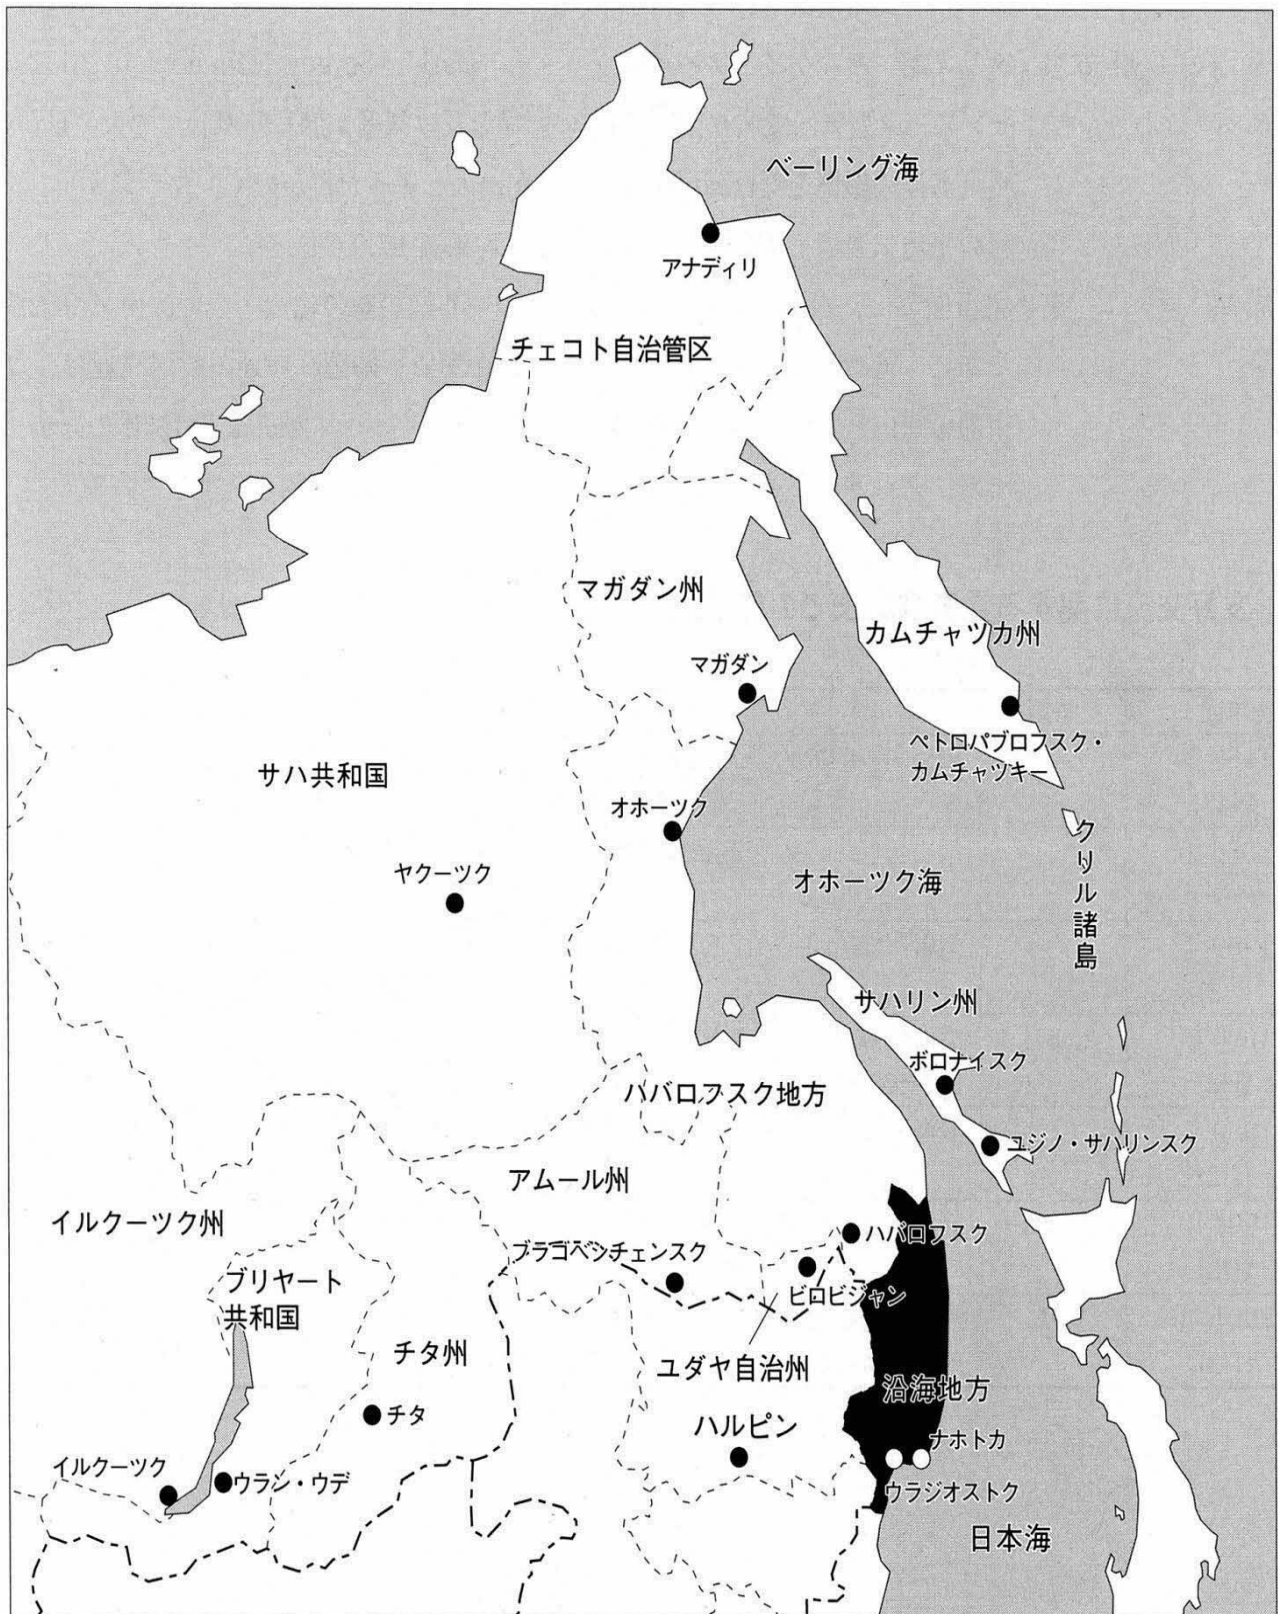 ベーリング海
アナディリ
チェコト自治管区
マガダン州
カムチャツカ州
マガダン
ペトロパブロフスク・
カムチャツキー
サハ共和国
オホーツク
クリル諸島
ヤクーツク
オホーツク海
サハリン州
ボロナイスク
ハバロフスク地方
ユジノ・サハリンスク
アムール州
イルクーツク州
ハバロフスク
ブラゴベンチェンスク
ブリヤート
共和国
ビロビジャン
チタ州
ユダヤ自治州
沿海地方
チタ
ハルピン
ナホトカ
イルクーツク
ウラン・ウデ
ウラジオストク
日本海